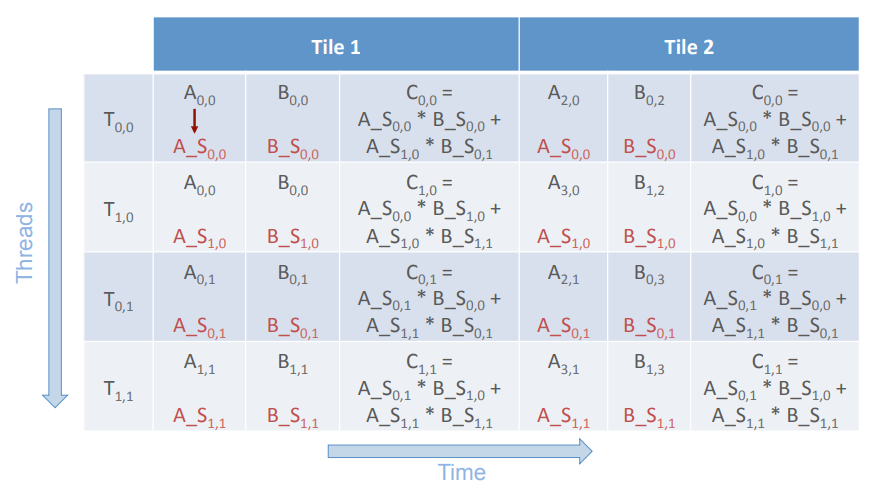 Tile 1 Tile 2
T0,0 A0,0 B0,0 C0,0 = A2,0 B0,2 C0,0 =
A_S0,0 * B_S0,0 + A_S0,0 * B_S0,0 +
A_S0,0 B_S0,0 A_S1,0 * B_S0,1 A_S0,0 B_S0,0 A_S1,0 * B_S0,1
T1,0 A0,0 B0,0 C1,0 = A3,0 B1,2 C1,0 =
A_S0,0 * B_S1,0 + A_S0,0 * B_S1,0 +
A_S1,0 B_S1,0 A_S1,0 * B_S1,1 A_S1,0 B_S1,0 A_S1,0 * B_S1,1
T0,1 A0,1 B0,1 C0,1 = A2,1 B0,3 C0,1 =
A_S0,1 * B_S0,0 + A_S0,1 * B_S0,0 +
A_S0,1 B_S0,1 A_S1,1 * B_S0,1 A_S0,1 B_S0,1 A_S1,1 * B_S0,1
T1,1 A1,1 B1,1 C1,1 = A3,1 B1,3 C1,1 =
A_S0,1 * B_S1,0 + A_S0,1 * B_S1,0 +
A_S1,1 B_S1,1 A_S1,1 * B_S1,1 A_S1,1 B_S1,1 A_S1,1 * B_S1,1
Threads
Time